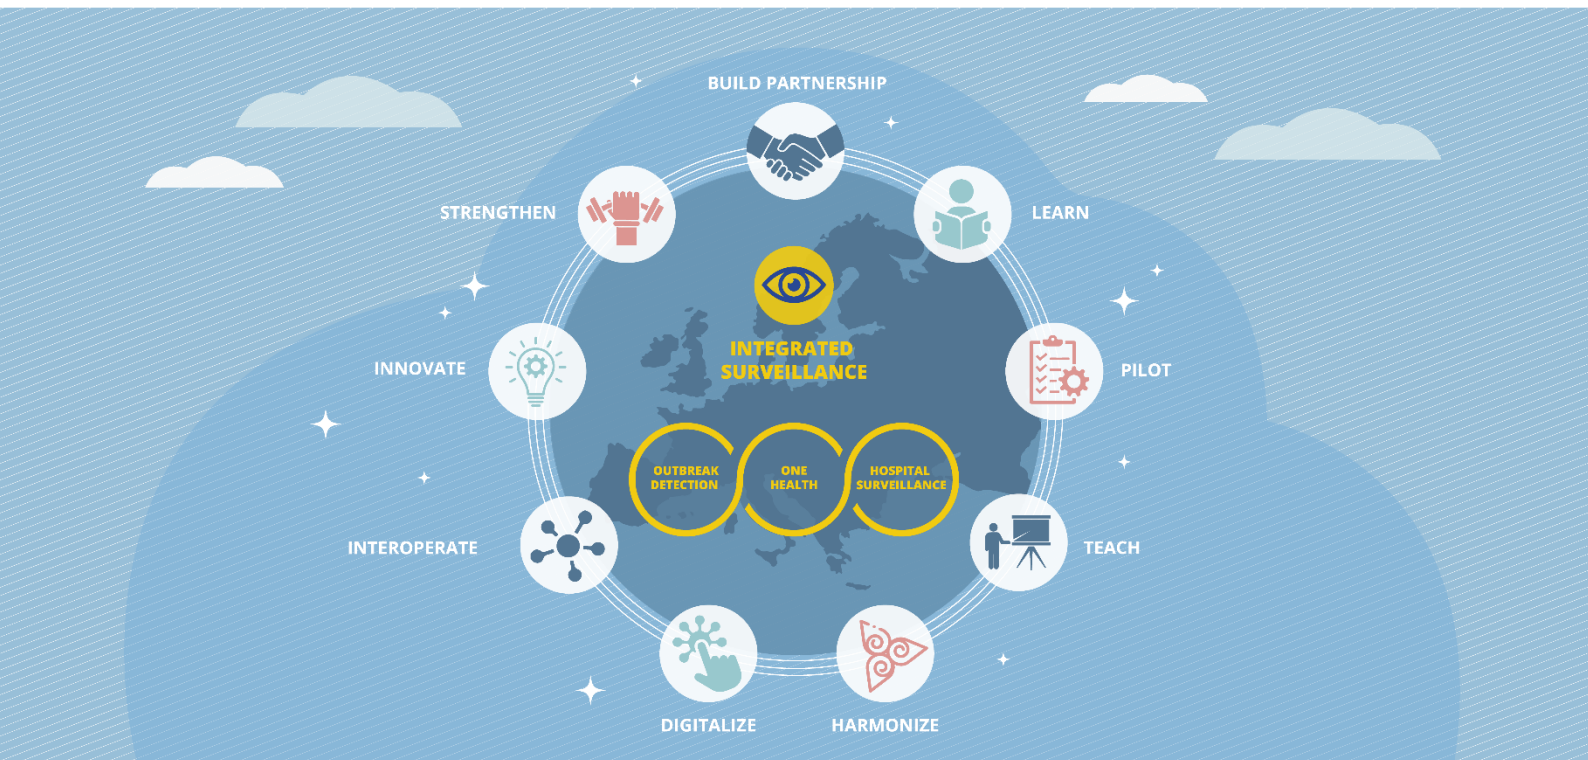 BUILD PARTNERSHIP
STRENGTHEN
LEARN
INTEGRATED
SURVEILLANCE
INNOVATE
PILOT
OUTBREAK
DETECTION
ONE
HEALTH
HOSPITAL
SURVEILLANCE
INTEROPERATE
TEACH
DIGITALIZE
HARMONIZE